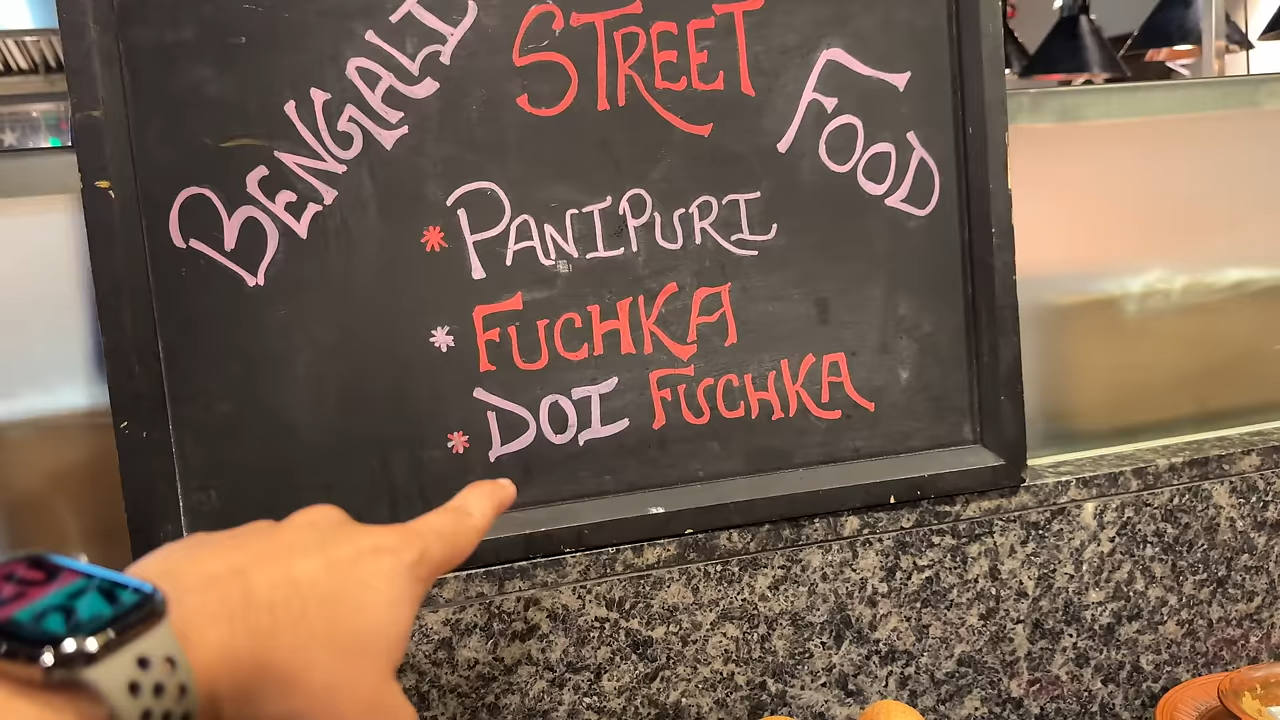 BENGALI STREET FOOD
* PANIPURI
* FUCHKA
* DOI FUCHKA